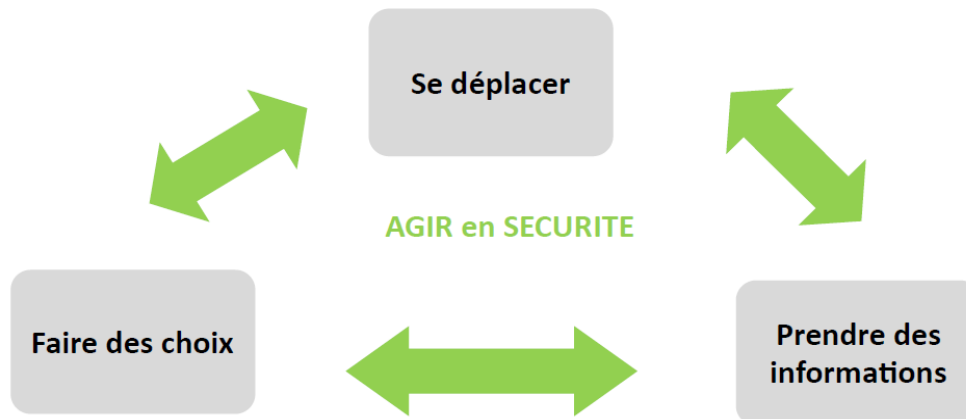 Se déplacer
AGIR en SECURITE
Faire des choix
Prendre des
informations